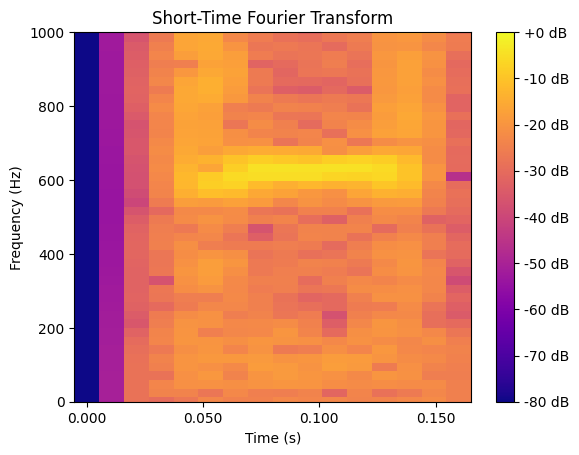 Short-Time Fourier Transform
Frequency (Hz)
1000
800
600
400
200
0
0.000
0.050
0.100
0.150
Time (s)
+0 dB
-10 dB
-20 dB
-30 dB
-40 dB
-50 dB
-60 dB
-70 dB
-80 dB